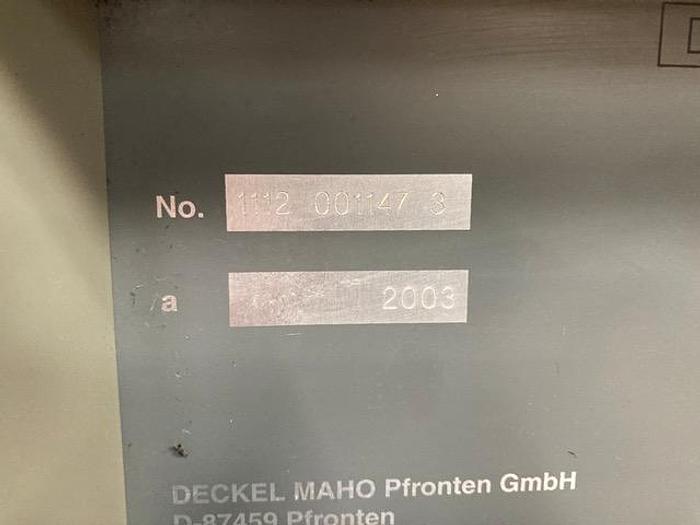 No. 1112 001147 3
a 2003
DECKEL MAHO Pfronten GmbH
D-87459 Pfronten